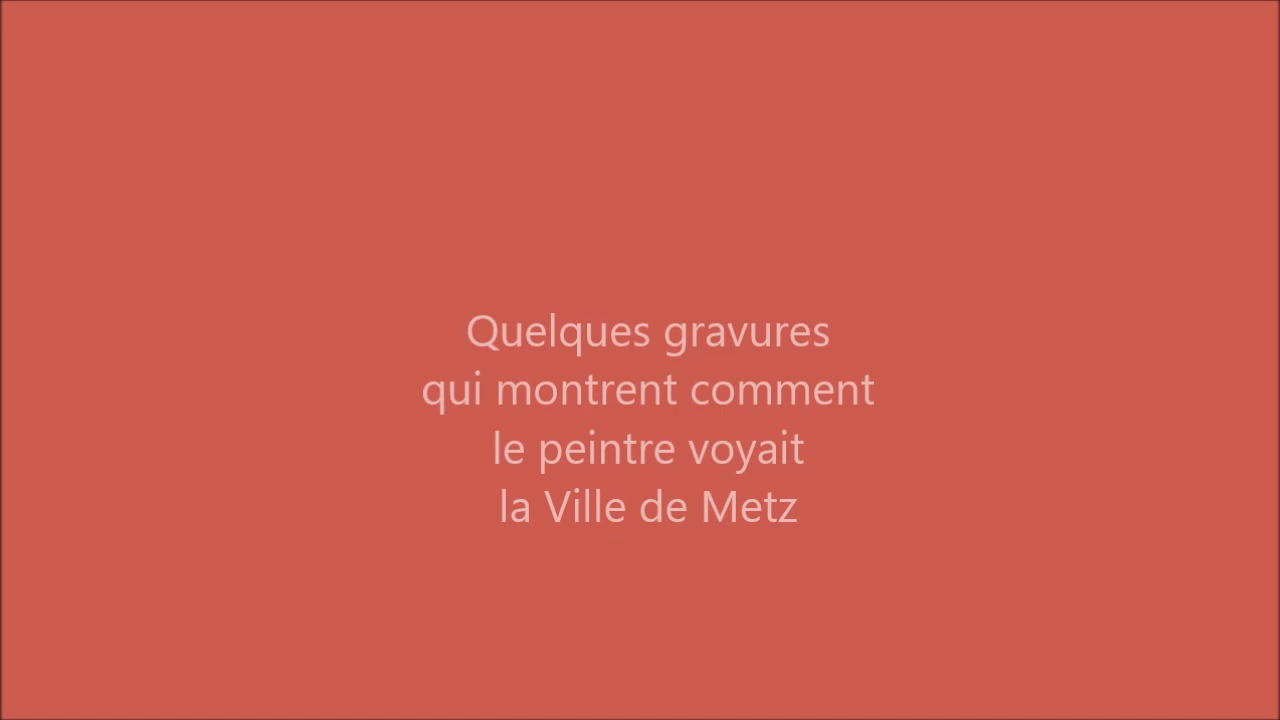 Quelques gravures
qui montrent comment
le peintre voyait
la Ville de Metz